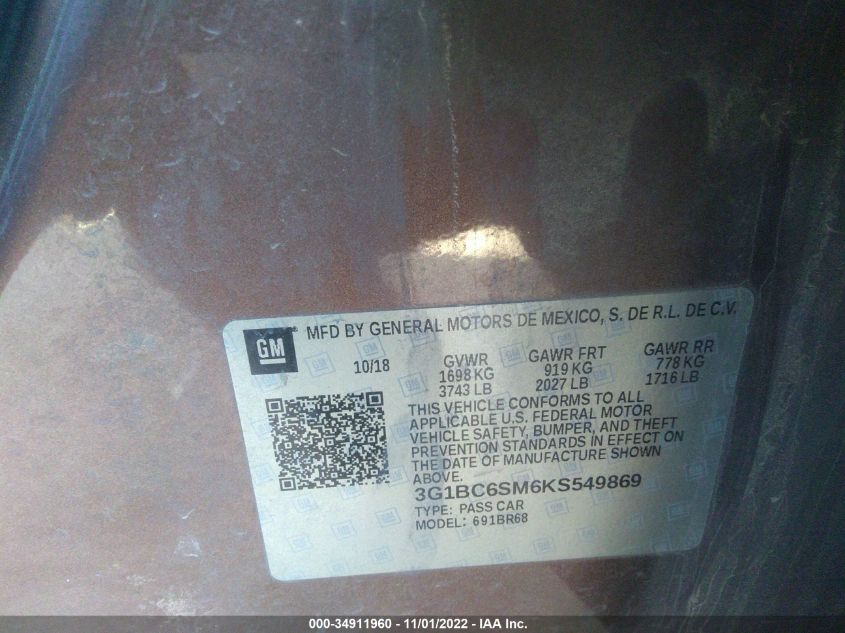 GM
MFD BY GENERAL MOTORS DE MEXICO, S. DE R.L. DE C.V.
10/18 GVWR GAWR FRT GAWR RR
1698 KG 919 KG 778 KG
3743 LB 2027 LB 1716 LB
THIS VEHICLE CONFORMS TO ALL
APPLICABLE U.S. FEDERAL MOTOR
VEHICLE SAFETY, BUMPER, AND THEFT
PREVENTION STANDARDS IN EFFECT ON
THE DATE OF MANUFACTURE SHOWN
ABOVE.
3G1BC6SM6KS549869
TYPE: PASS CAR
MODEL: 691BR68
000-34911960 - 11/01/2022 - IAA Inc.